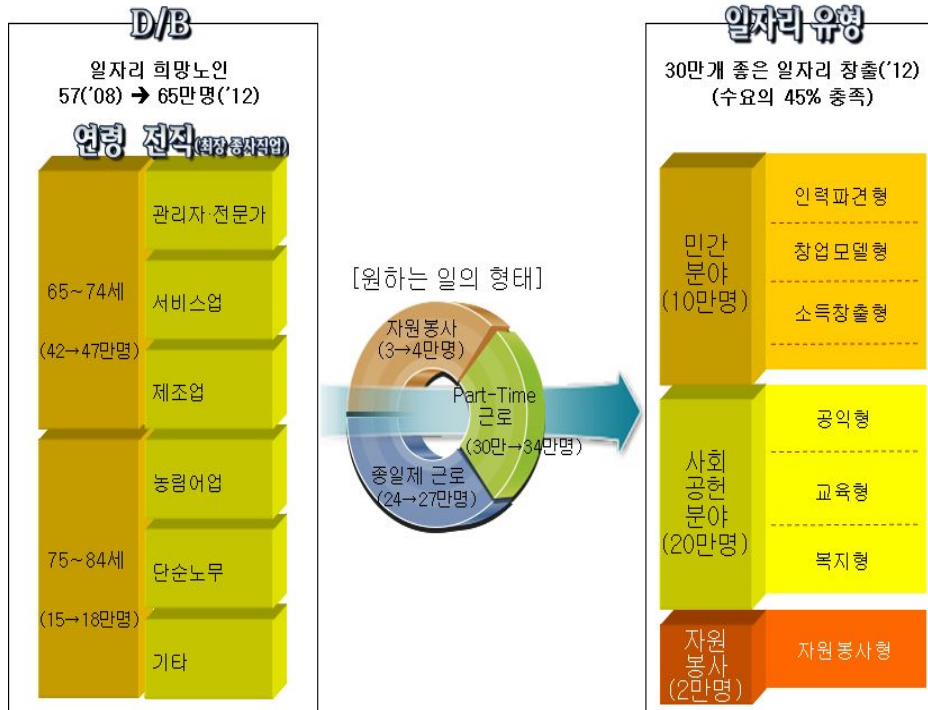 D/B
일자리 희망노인
57('08) ➔ 65만명('12)
연령 전직(최장 종사직업)
65~74세
(42→47만명)
75~84세
(15→18만명)
관리자·전문가
서비스업
제조업
농림어업
단순노무
기타
[원하는 일의 형태]
자원봉사
(3→4만명)
Part-Time
근로
(30만→34만명)
종일제 근로
(24→27만명)
일자리 유형
30만개 좋은 일자리 창출('12)
(수요의 45% 충족)
민간
분야
(10만명)
인력파견형
창업모델형
소득창출형
사회
공헌
분야
(20만명)
공익형
교육형
복지형
자원
봉사
(2만명)
자원봉사형